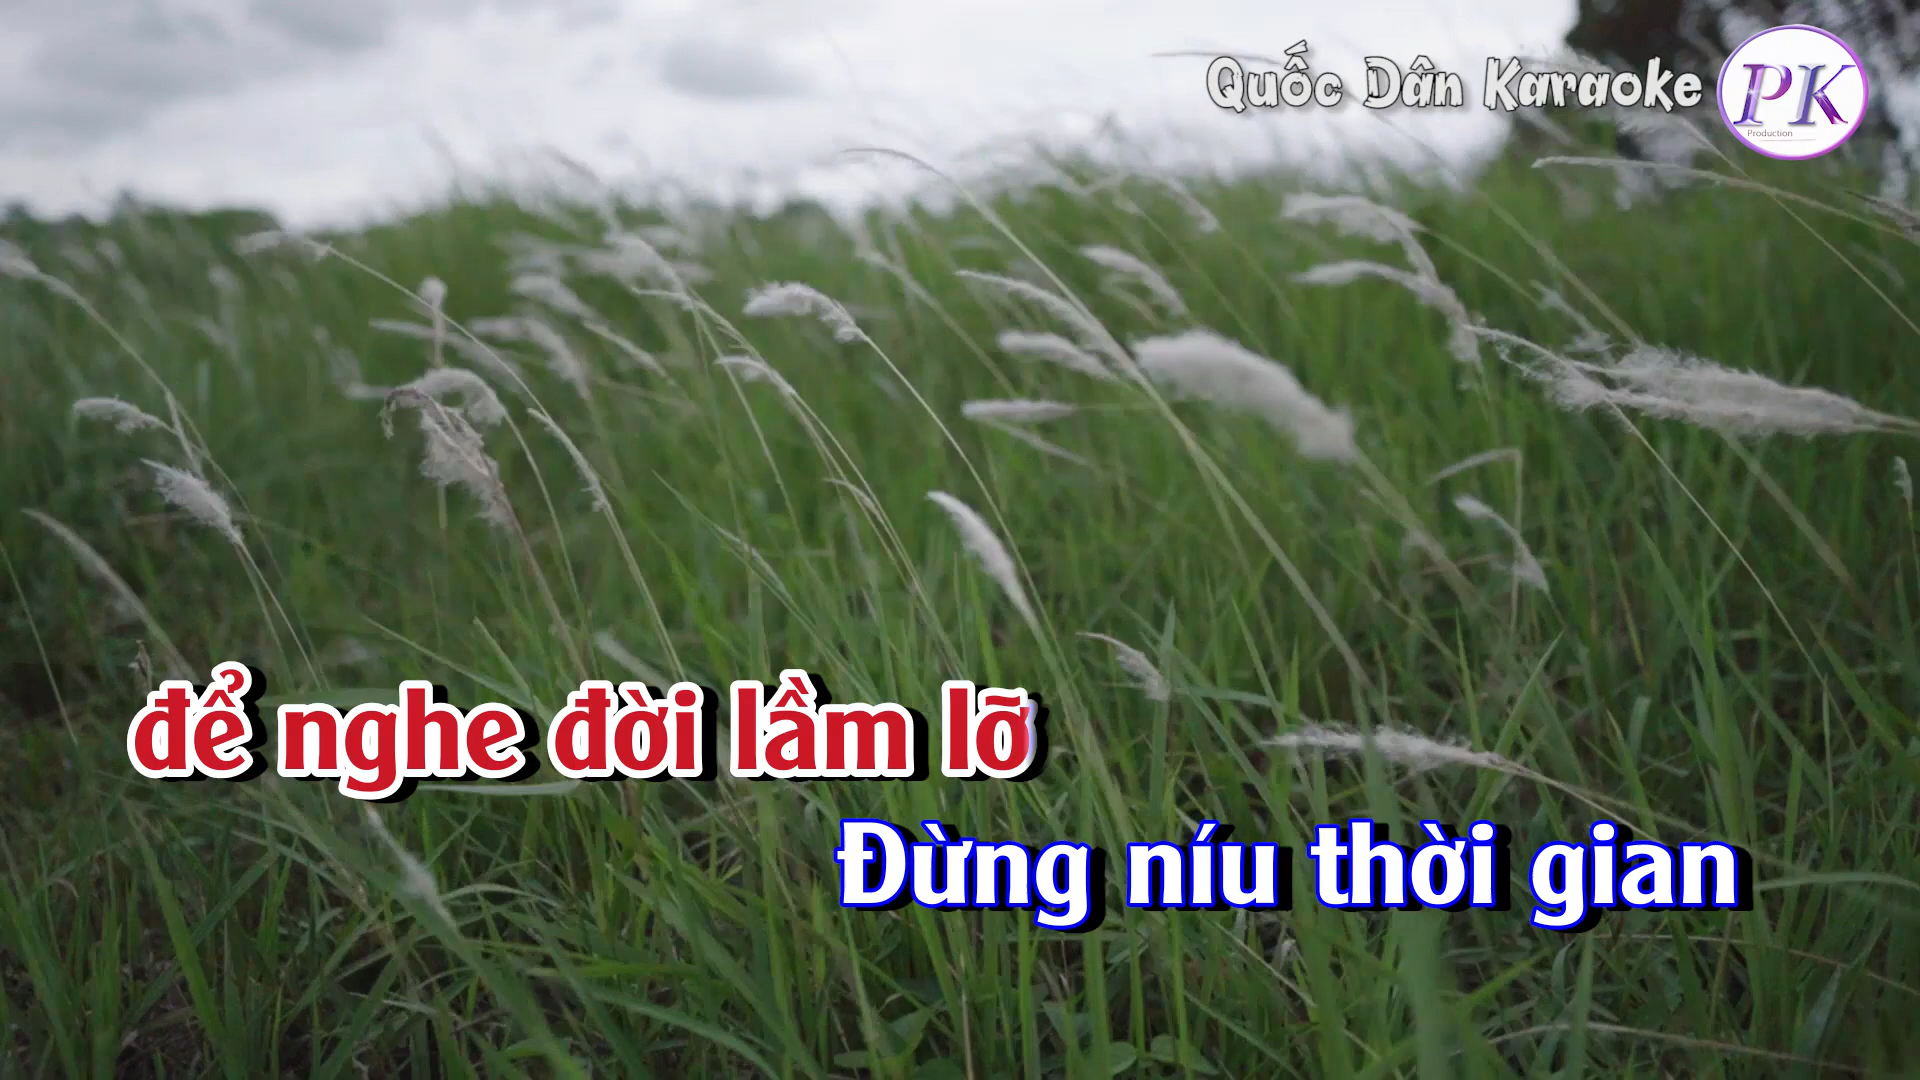 Quốc Dân Karaoke
PK
Production
để nghe đời lầm lỡ
Đừng níu thời gian